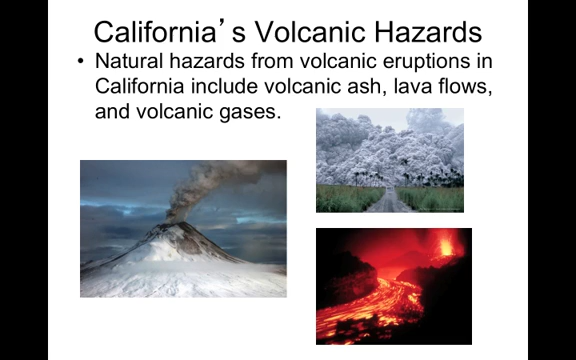 California’s Volcanic Hazards
• Natural hazards from volcanic eruptions in
California include volcanic ash, lava flows,
and volcanic gases.